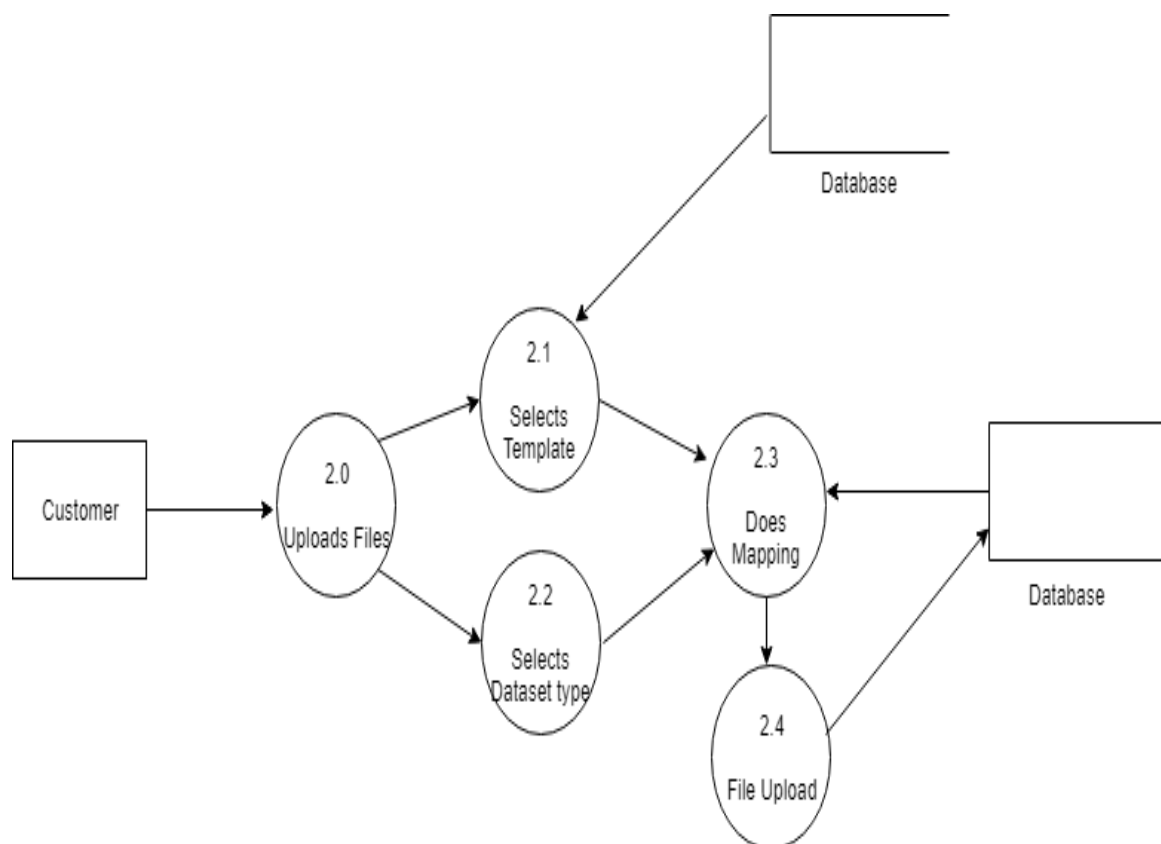 Database
2.1
Selects
Template
Customer
2.0
Uploads Files
2.3
Does
Mapping
Database
2.2
Selects
Dataset type
2.4
File Upload